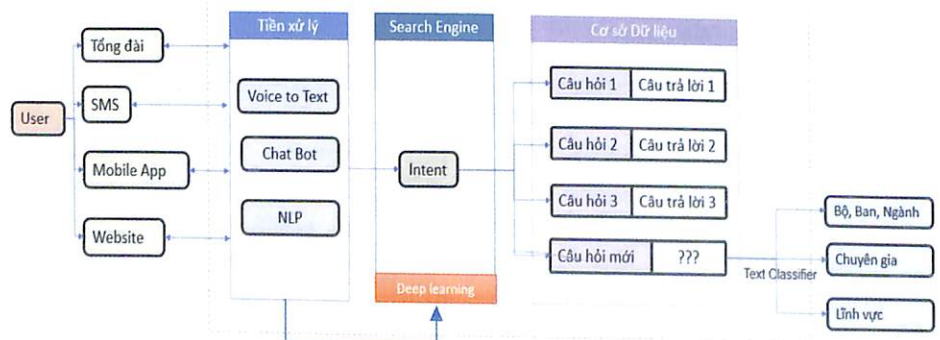 Tiền xử lý
Search Engine
Cơ sở Dữ liệu
Tổng đài
SMS
User
Mobile App
Website
Voice to Text
Chat Bot
NLP
Intent
Deep learning
Câu hỏi 1 Câu trả lời 1
Câu hỏi 2 Câu trả lời 2
Câu hỏi 3 Câu trả lời 3
Câu hỏi mới ???
Text Classifier
Bộ, Ban, Ngành
Chuyên gia
Lĩnh vực